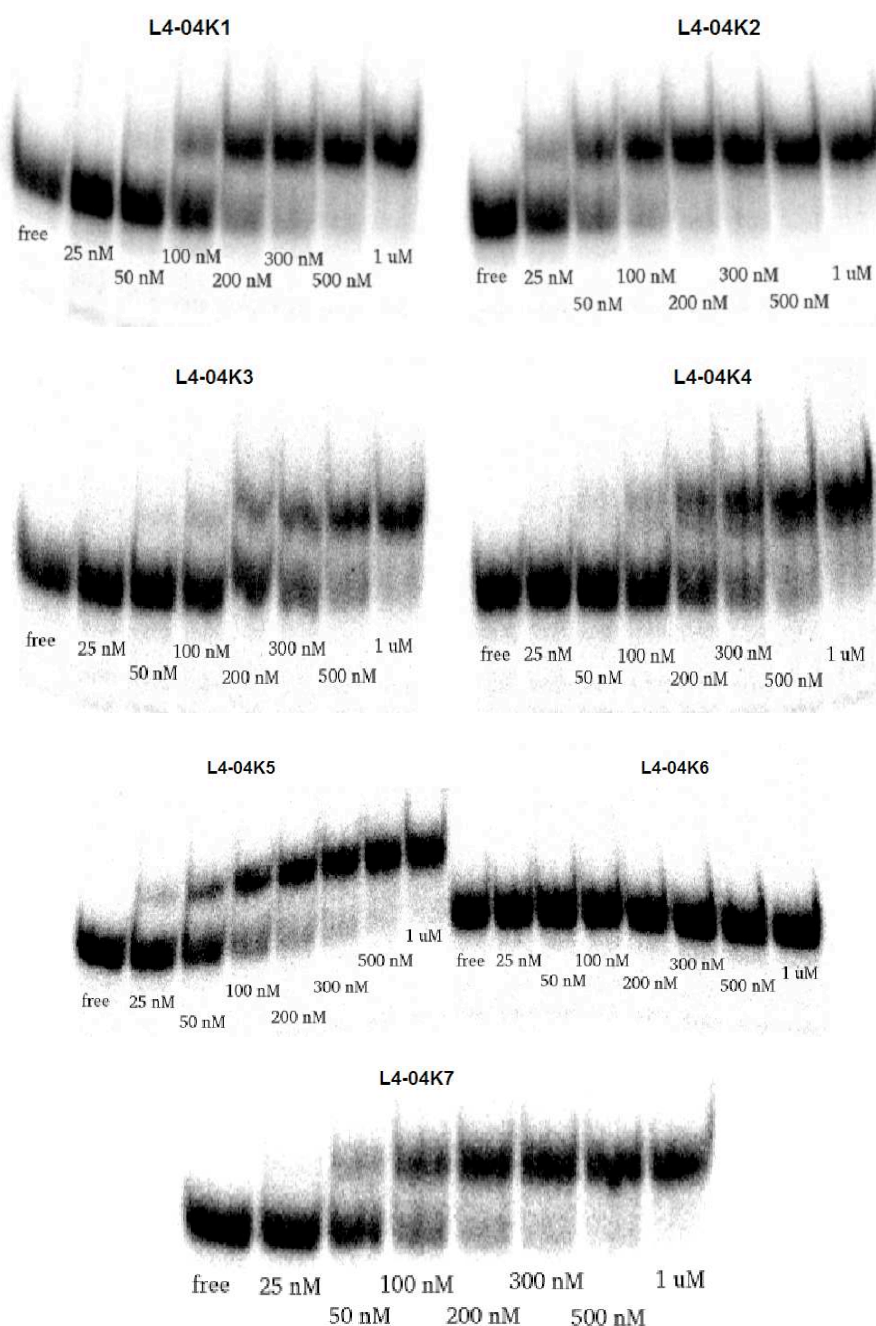 L4-04K1
free
25 nM
50 nM
100 nM
200 nM
300 nM
500 nM
1 uM
L4-04K2
free
25 nM
50 nM
100 nM
200 nM
300 nM
500 nM
1 uM
L4-04K3
free
25 nM
50 nM
100 nM
200 nM
300 nM
500 nM
1 uM
L4-04K4
free
25 nM
50 nM
100 nM
200 nM
300 nM
500 nM
1 uM
L4-04K5
free
25 nM
50 nM
100 nM
200 nM
300 nM
500 nM
1 uM
L4-04K6
free
25 nM
50 nM
100 nM
200 nM
300 nM
500 nM
1 uM
L4-04K7
free
25 nM
50 nM
100 nM
200 nM
300 nM
500 nM
1 uM